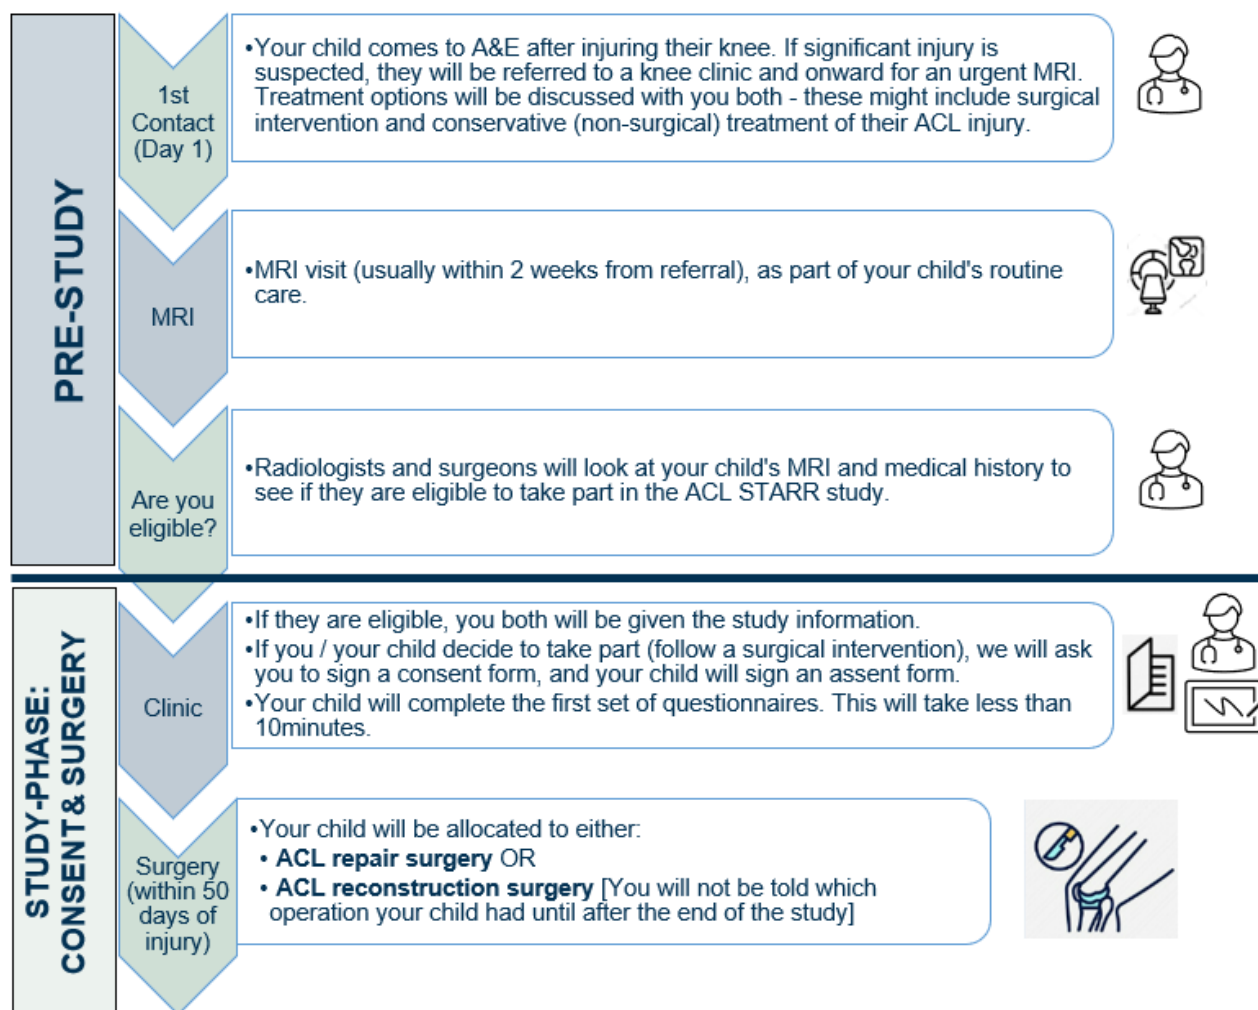 PRE-STUDY
1st
Contact
(Day 1)
•Your child comes to A&E after injuring their knee. If significant injury is
suspected, they will be referred to a knee clinic and onward for an urgent MRI.
Treatment options will be discussed with you both - these might include surgical
intervention and conservative (non-surgical) treatment of their ACL injury.
MRI
•MRI visit (usually within 2 weeks from referral), as part of your child's routine
care.
Are you
eligible?
•Radiologists and surgeons will look at your child's MRI and medical history to
see if they are eligible to take part in the ACL STARR study.
STUDY-PHASE:
CONSENT & SURGERY
Clinic
•If they are eligible, you both will be given the study information.
•If you / your child decide to take part (follow a surgical intervention), we will ask
you to sign a consent form, and your child will sign an assent form.
•Your child will complete the first set of questionnaires. This will take less than
10minutes.
Surgery
(within 50
days of
injury)
•Your child will be allocated to either:
• ACL repair surgery OR
• ACL reconstruction surgery [You will not be told which
operation your child had until after the end of the study]